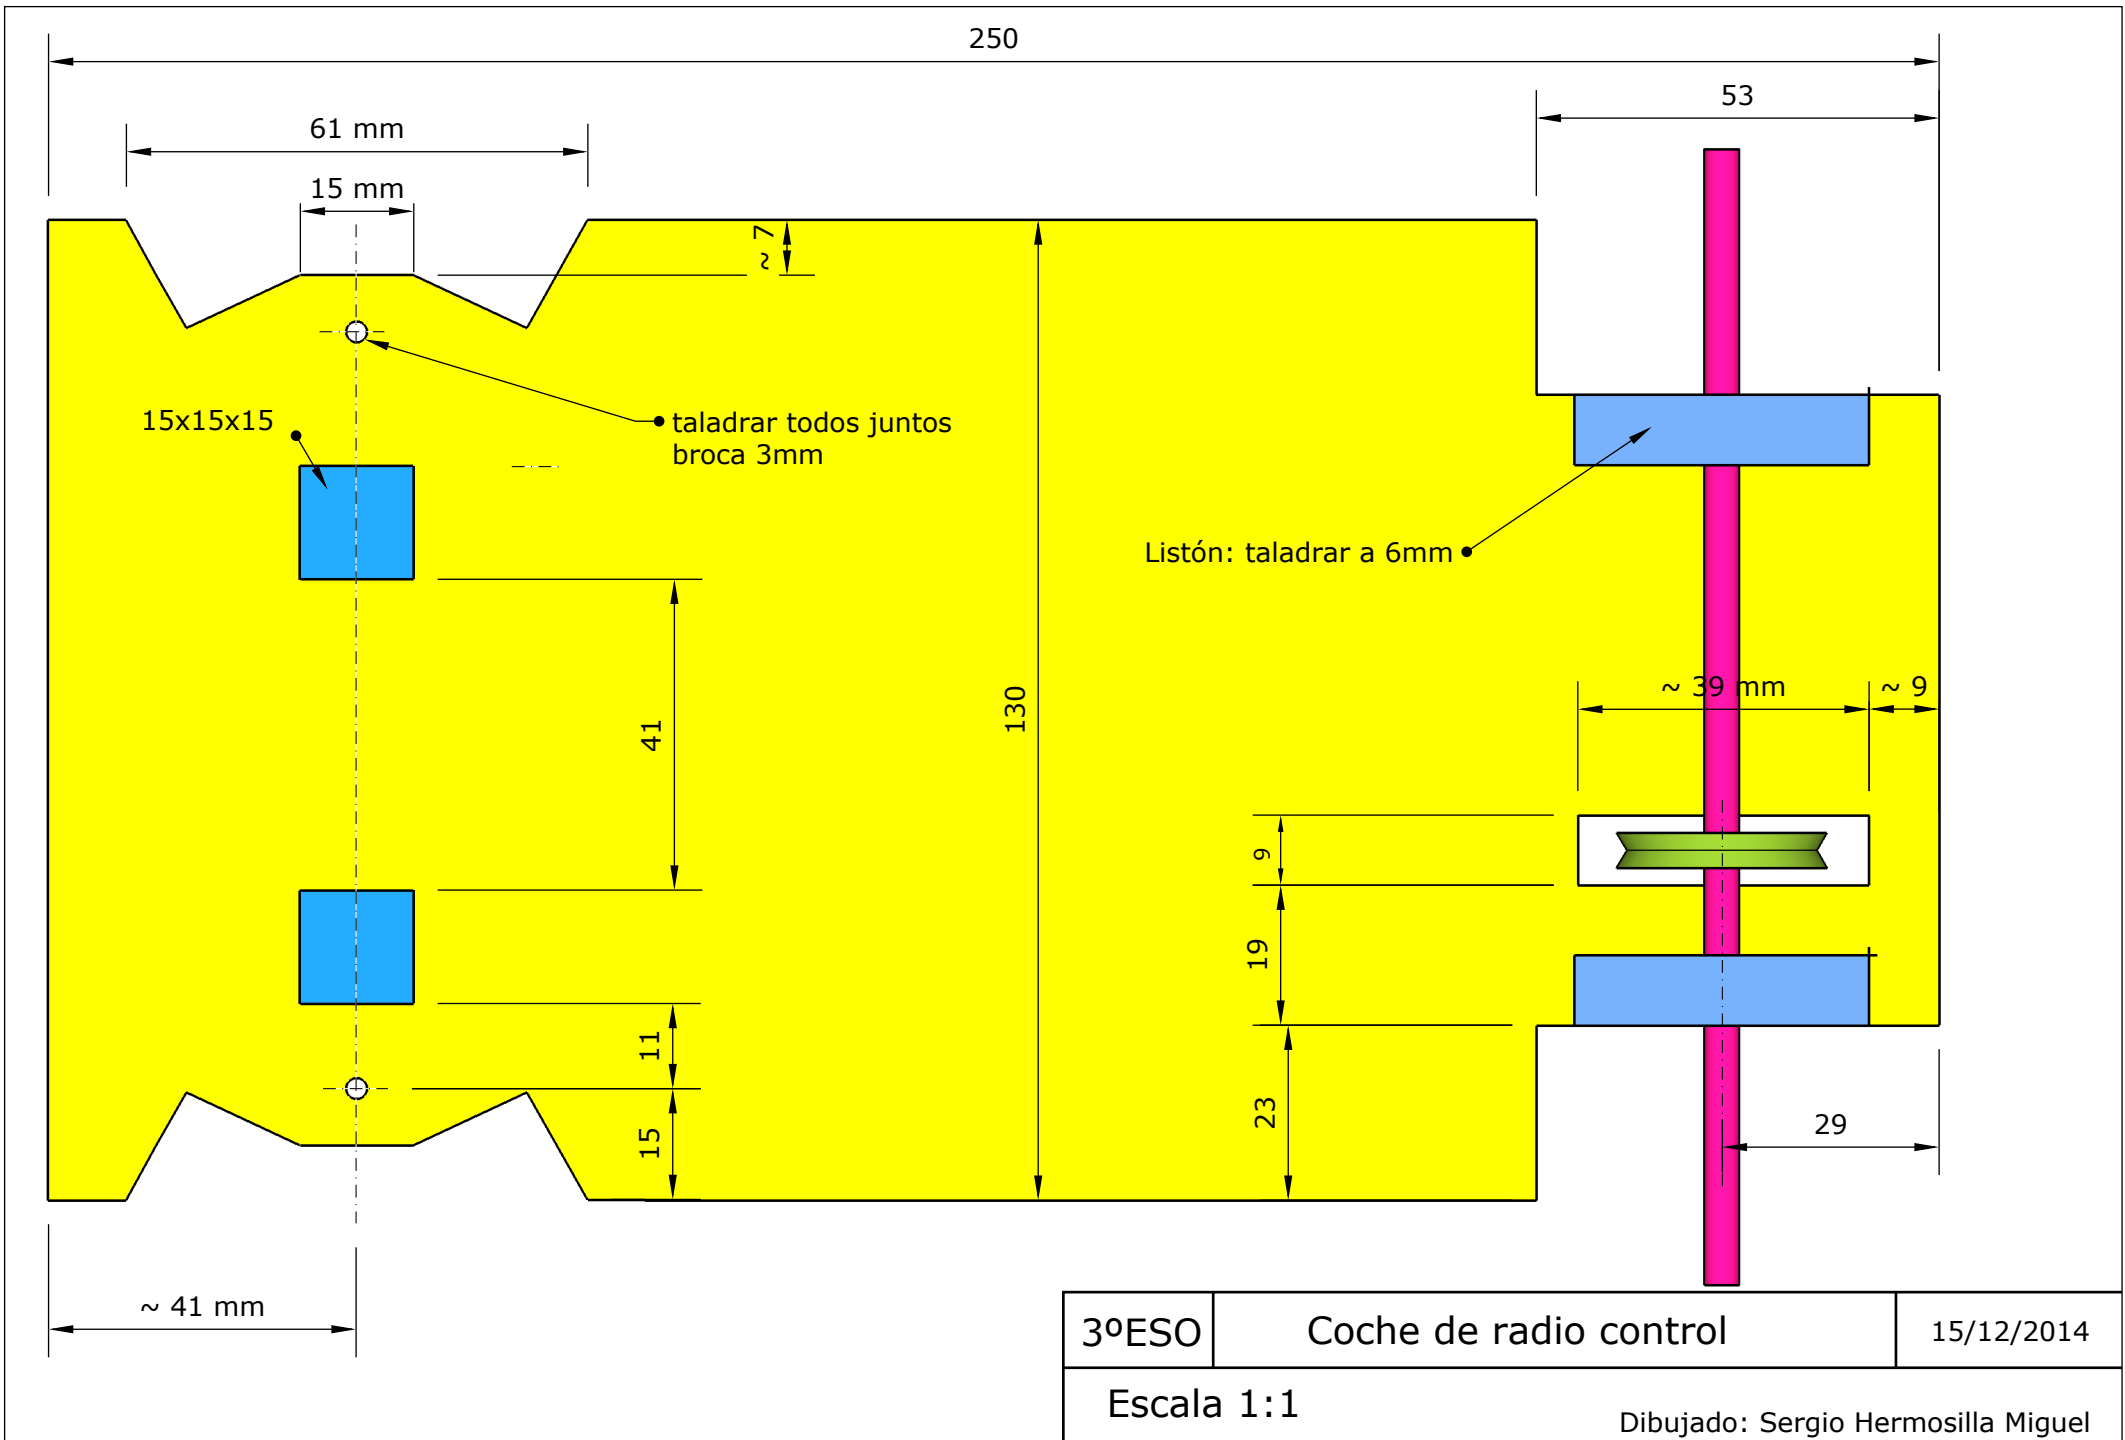 250
53
61 mm
15 mm
~ 7
15x15x15
taladrar todos juntos
broca 3mm
Listón: taladrar a 6mm
~ 39 mm
~ 9
130
41
9
19
11
23
15
29
~ 41 mm
3ºESO
Coche de radio control
15/12/2014
Escala 1:1
Dibujado: Sergio Hermosilla Miguel